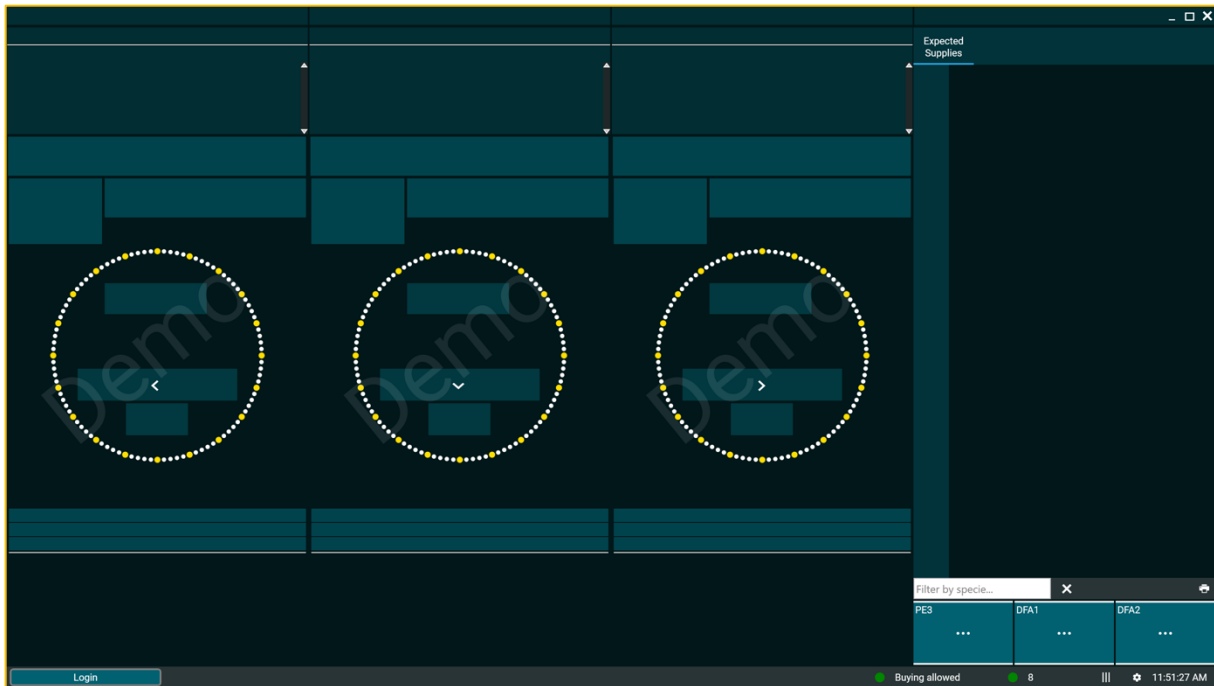 Expected
Supplies
Demo
Demo
Demo
Filter by specie...
PE3
DFA1
DFA2
...
...
...
Login
Buying allowed
8
11:51:27 AM